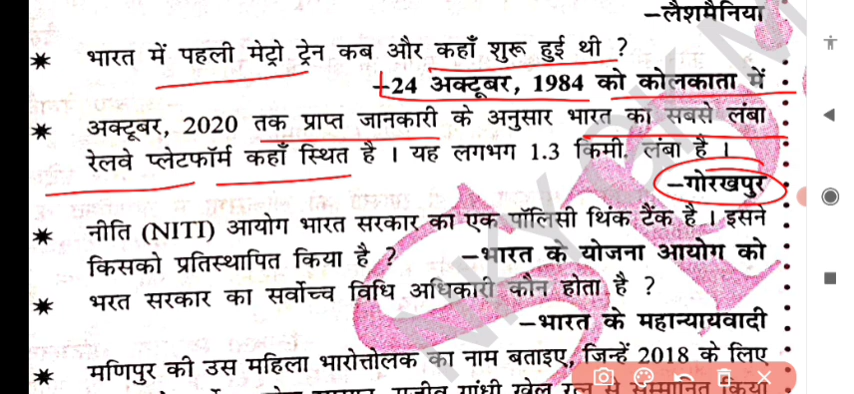 –लैशमैनिया
* भारत में पहली मेट्रो ट्रेन कब और कहाँ शुरू हुई थी ?
–24 अक्टूबर, 1984 को कोलकाता में
* अक्टूबर, 2020 तक प्राप्त जानकारी के अनुसार भारत का सबसे लंबा
रेलवे प्लेटफॉर्म कहाँ स्थित है । यह लगभग 1.3 किमी. लंबा है ।
–गोरखपुर
* नीति (NITI) आयोग भारत सरकार का एक पॉलिसी थिंक टैंक है । इसने
किसको प्रतिस्थापित किया है ?
–भारत के योजना आयोग को
* भरत सरकार का सर्वोच्च विधि अधिकारी कौन होता है ?
–भारत के महान्यायवादी
* मणिपुर की उस महिला भारोत्तोलक का नाम बताइए, जिन्हें 2018 के लिए
राजीव गांधी खेल रत्न से सम्मानित किया